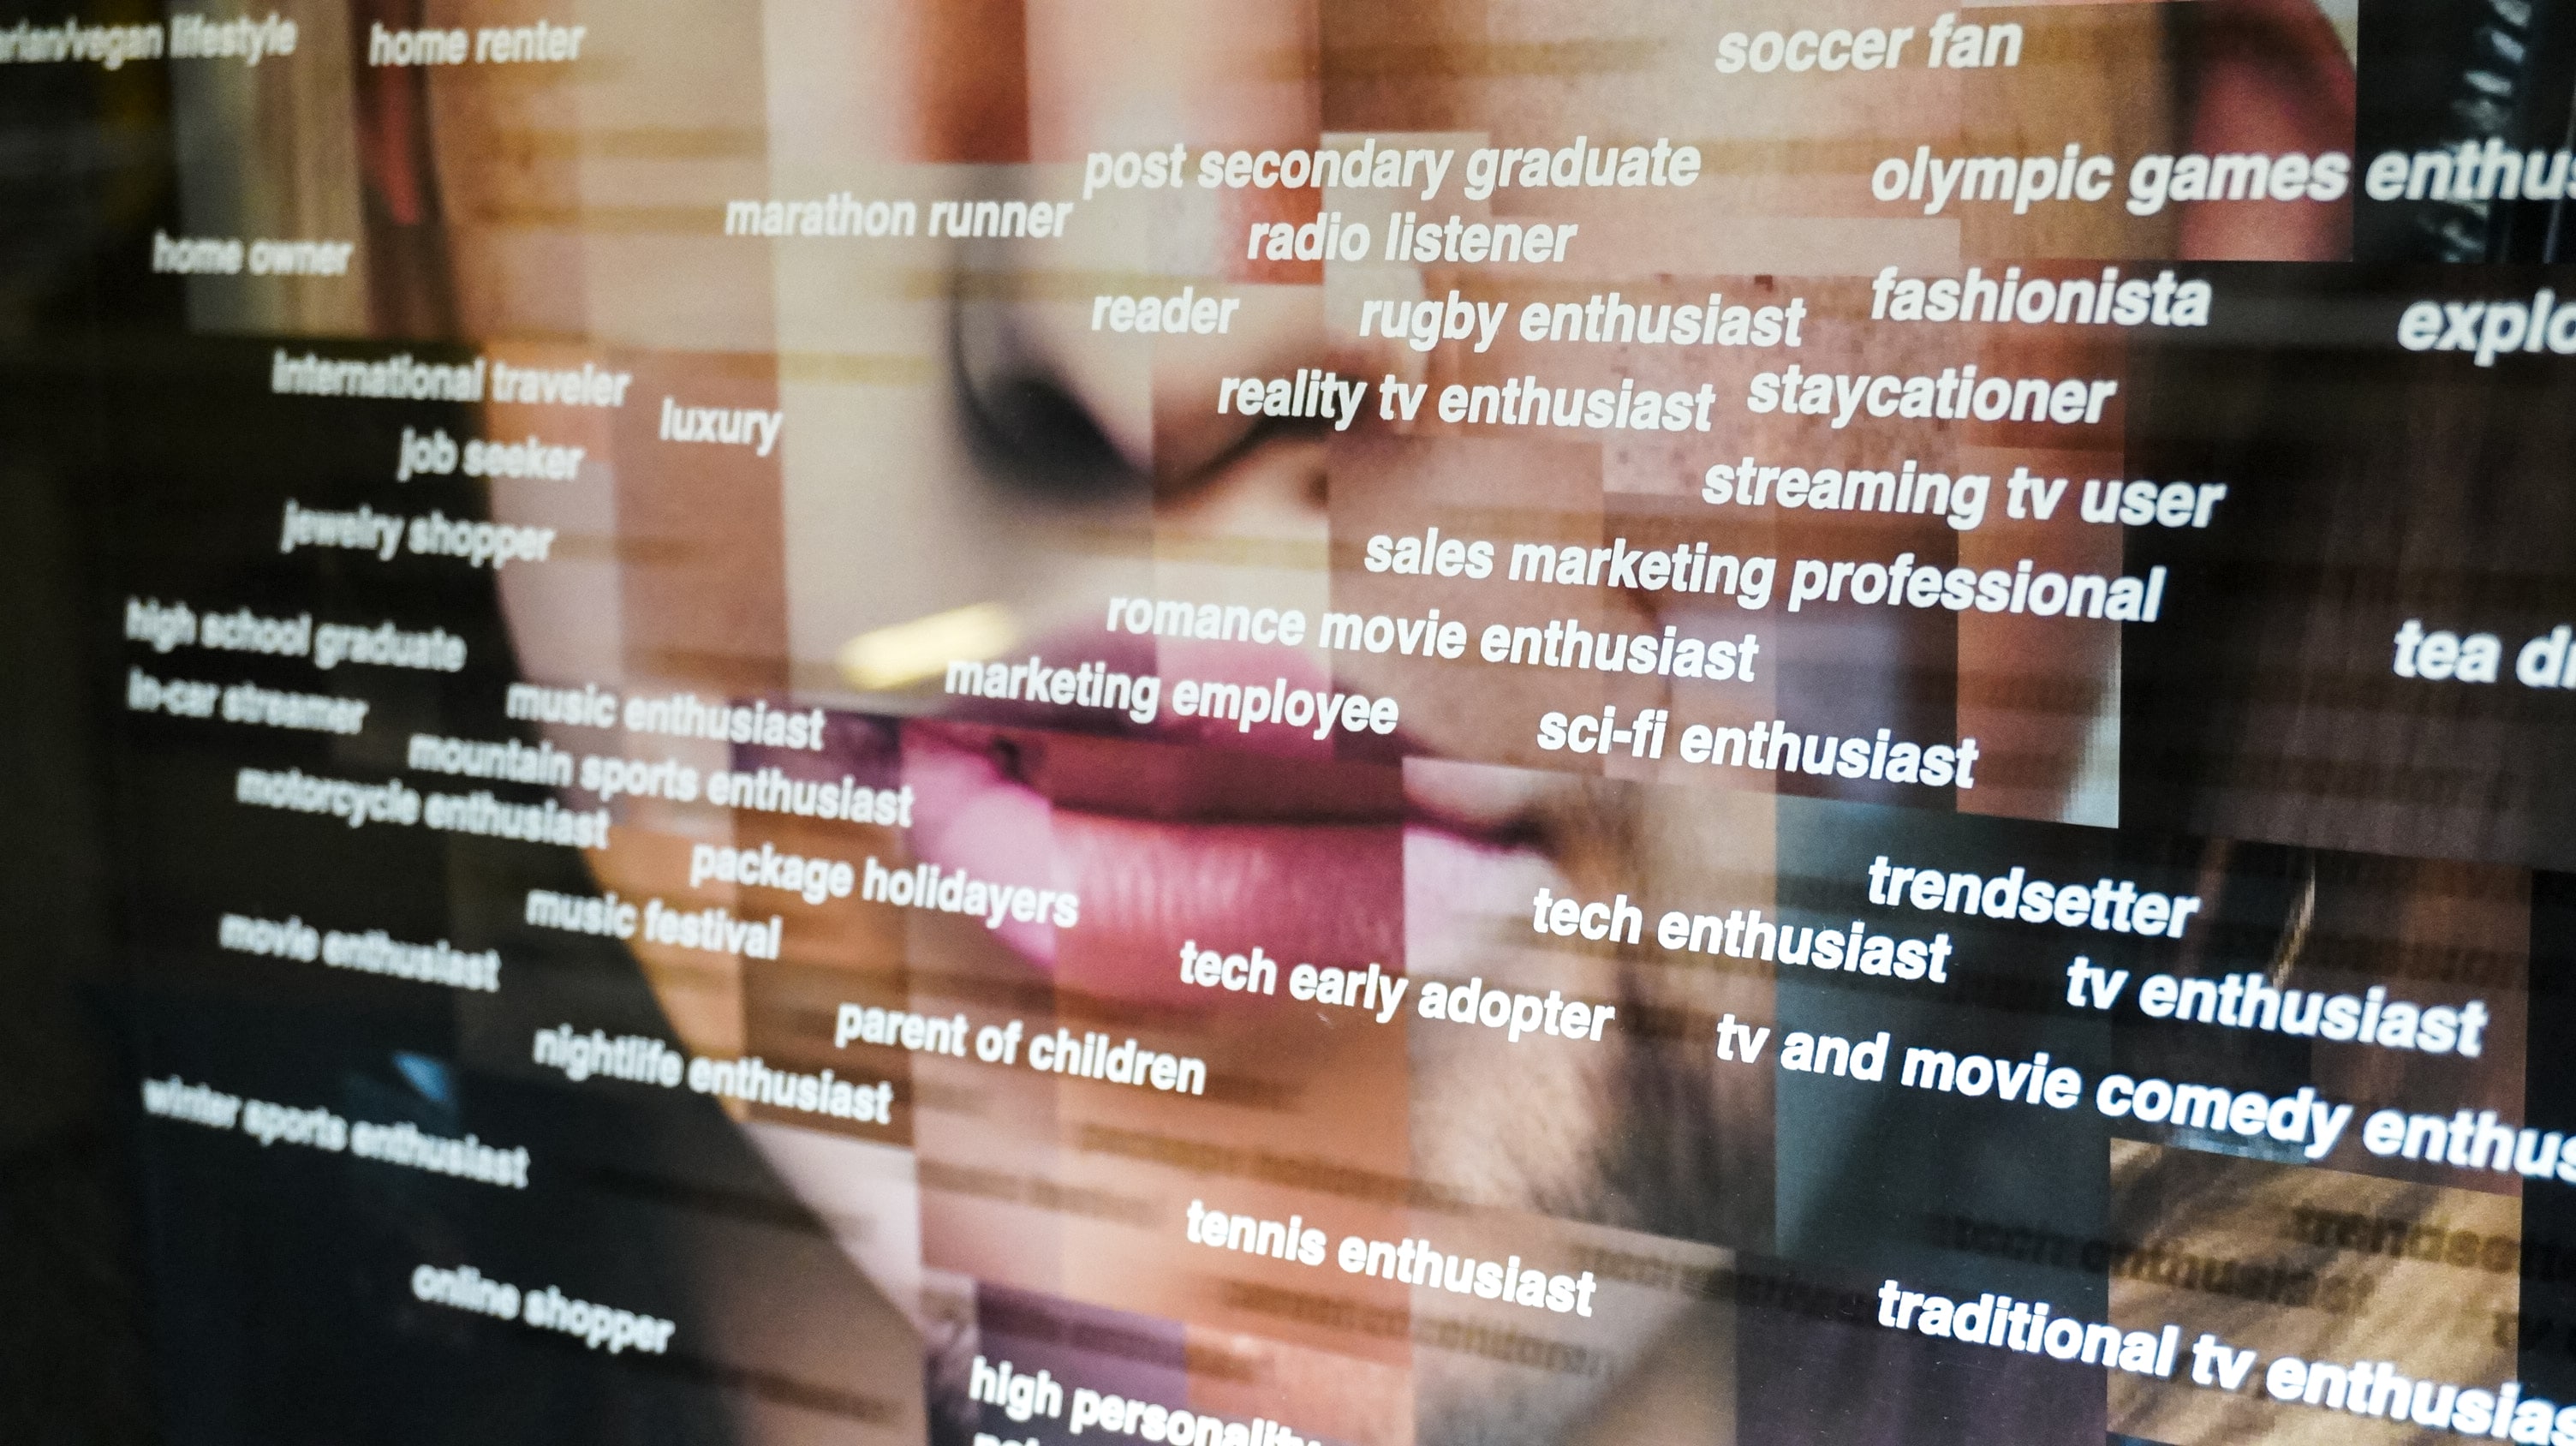 lifestyle
home renter
soccer fan
post secondary graduate
olympic games
marathon runner
radio listener
home owner
reader
rugby enthusiast
fashionista
explo
international traveler
luxury
reality tv enthusiast
staycationer
job seeker
streaming tv user
jewelry shopper
sales marketing professional
high school graduate
romance movie enthusiast
tea
in-car streamer
music enthusiast
marketing employee
sci-fi enthusiast
mountain sports enthusiast
motorcycle enthusiast
package holidayers
trendsetter
movie enthusiast
music festival
tech enthusiast
tech early adopter
tv enthusiast
nightlife enthusiast
parent of children
tv and movie comedy
winter sports enthusiast
tennis enthusiast
online shopper
traditional tv
high